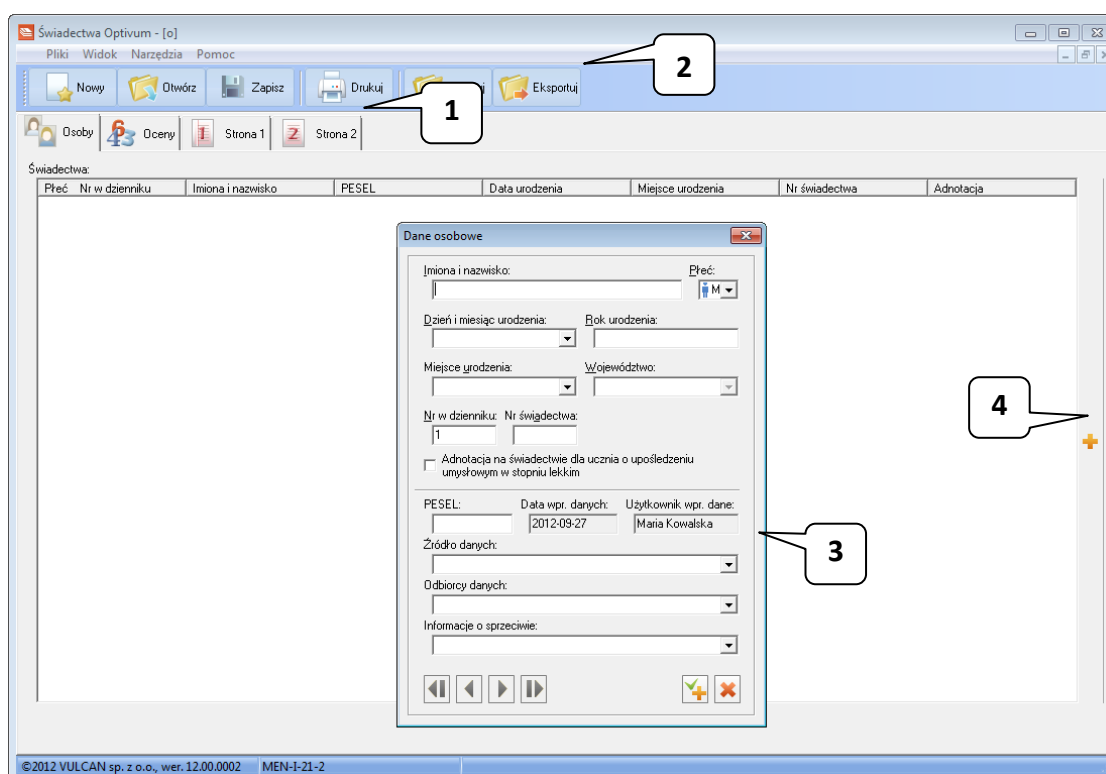 Świadectwa Optivum - [o]
Pliki Widok Narzędzia Pomoc
Nowy Otwórz Zapisz Drukuj Eksportuj
2
1
Osoby Oceny 1 Strona 1 2 Strona 2
Świadectwa:
Płeć Nr w dzienniku Imiona i nazwisko PESEL Data urodzenia Miejsce urodzenia Nr świadectwa Adnotacja
Dane osobowe
Imiona i nazwisko: Płeć:
M
Dzień i miesiąc urodzenia: Rok urodzenia:
Miejsce urodzenia: Województwo:
4
Nr w dzienniku: Nr świadectwa:
1
Adnotacja na świadectwie dla ucznia o upośledzeniu
umysłowym w stopniu lekkim
PESEL: Data wpr. danych: Użytkownik wpr. dane:
2012-09-27 Maria Kowalska
3
Źródło danych:
Odbiorcy danych:
Informacje o sprzeciwie:
©2012 VULCAN sp. z o.o., wer. 12.00.0002 MEN-I-21-2